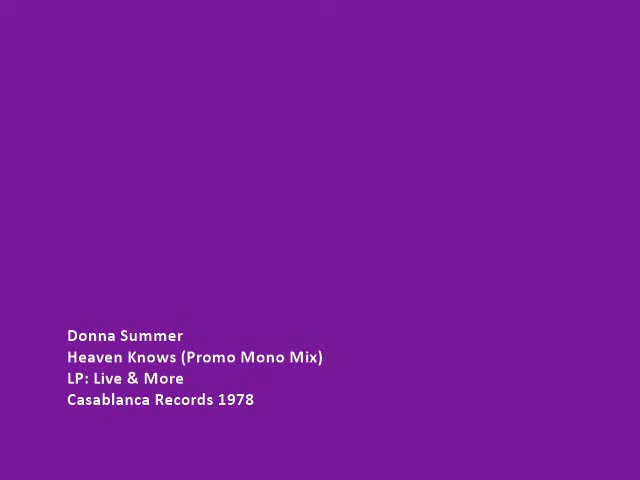 Donna Summer
Heaven Knows (Promo Mono Mix)
LP: Live & More
Casablanca Records 1978